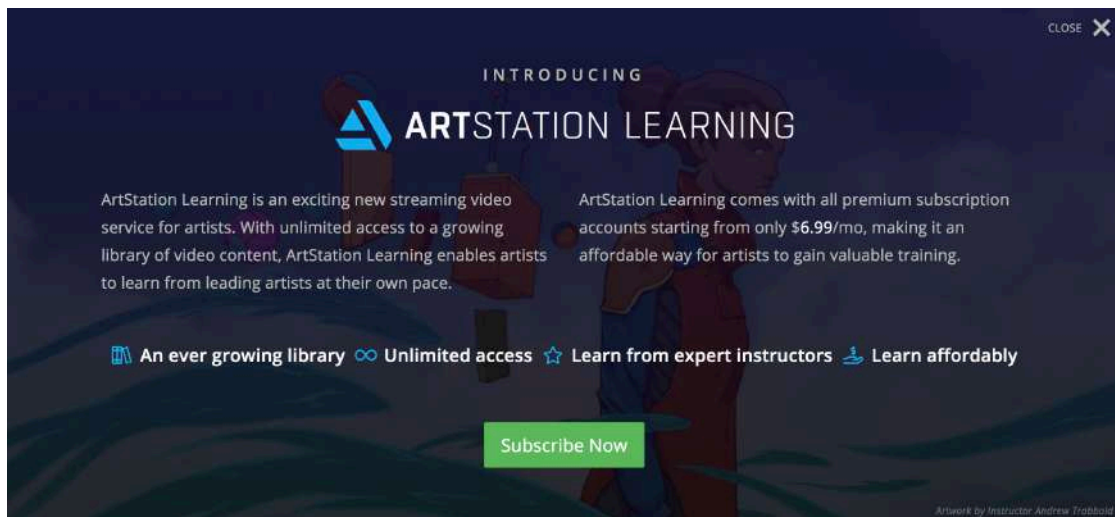 CLOSE
INTRODUCING
ARTSTATION LEARNING
ArtStation Learning is an exciting new streaming video
service for artists. With unlimited access to a growing
library of video content, ArtStation Learning enables artists
to learn from leading artists at their own pace.
ArtStation Learning comes with all premium subscription
accounts starting from only $6.99/mo, making it an
affordable way for artists to gain valuable training.
An ever growing library Unlimited access Learn from expert instructors Learn affordably
Subscribe Now
Artwork by Instructor Andrew Trabbold